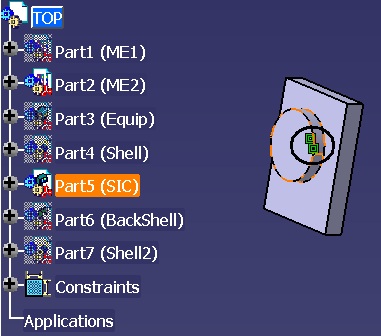 TOP
Part1 (ME1)
Part2 (ME2)
Part3 (Equip)
Part4 (Shell)
Part5 (SIC)
Part6 (BackShell)
Part7 (Shell2)
Constraints
Applications